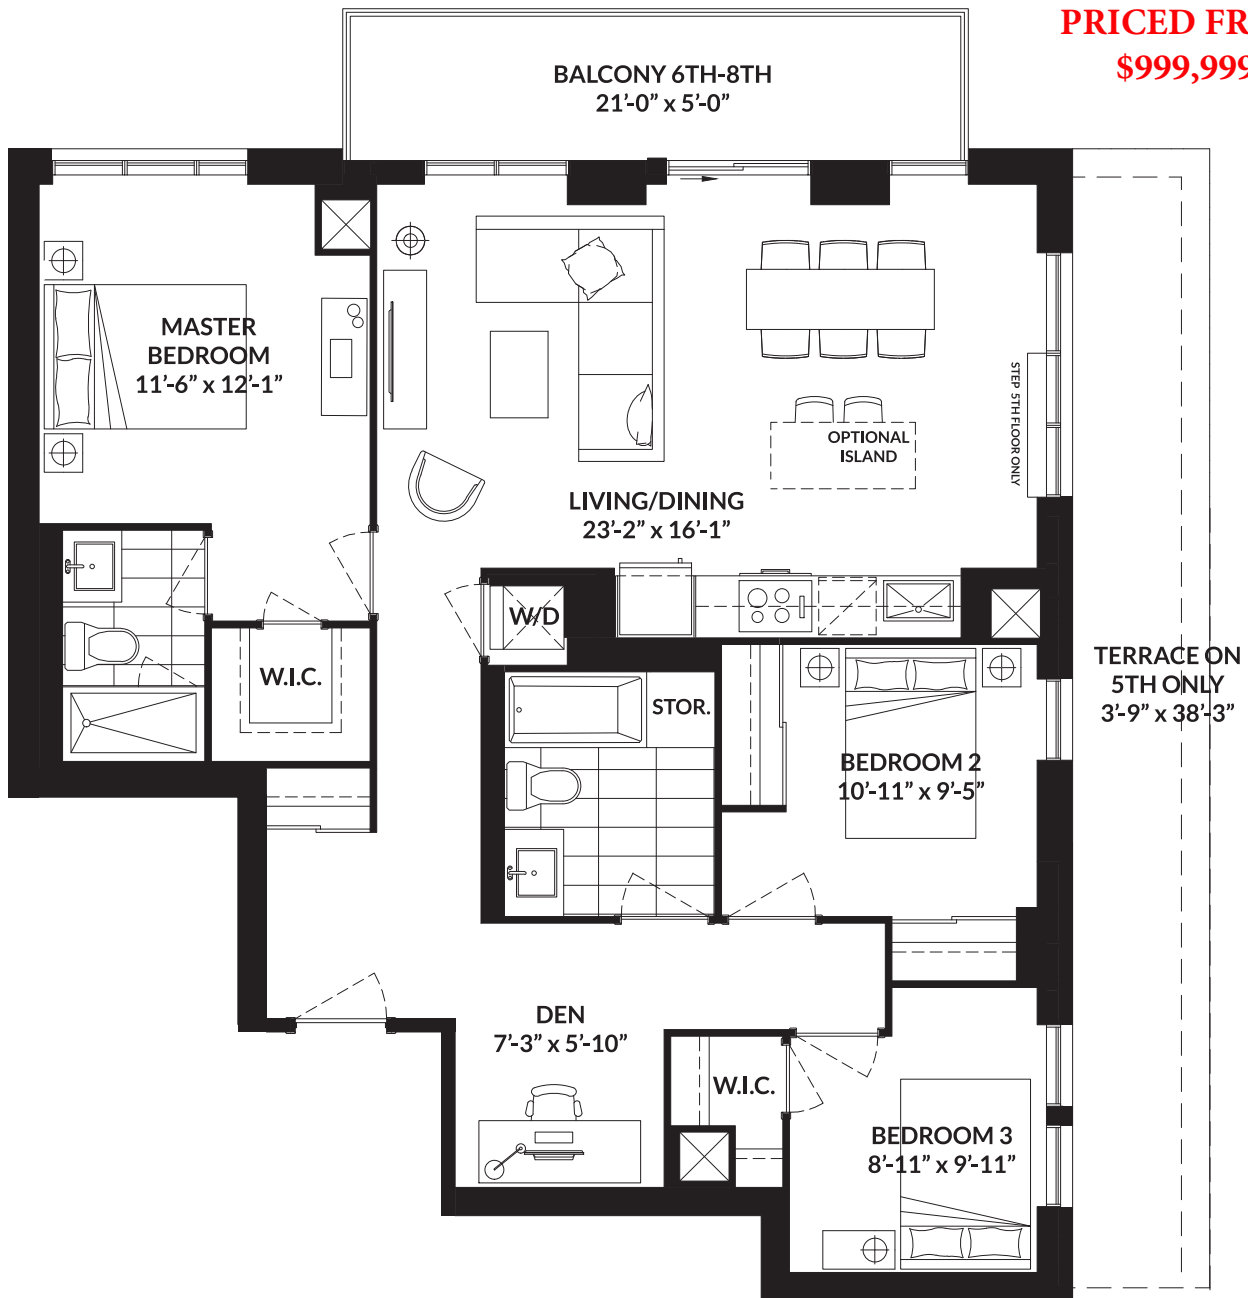 PRICED FR
$999,999
BALCONY 6TH-8TH
21'-0" x 5'-0"
MASTER
BEDROOM
11'-6" x 12'-1"
STEP 5TH FLOOR ONLY
OPTIONAL
ISLAND
LIVING/DINING
23'-2" x 16'-1"
W/D
W.I.C.
STOR.
TERRACE ON
5TH ONLY
3'-9" x 38'-3"
BEDROOM 2
10'-11" x 9'-5"
DEN
7'-3" x 5'-10"
W.I.C.
BEDROOM 3
8'-11" x 9'-11"